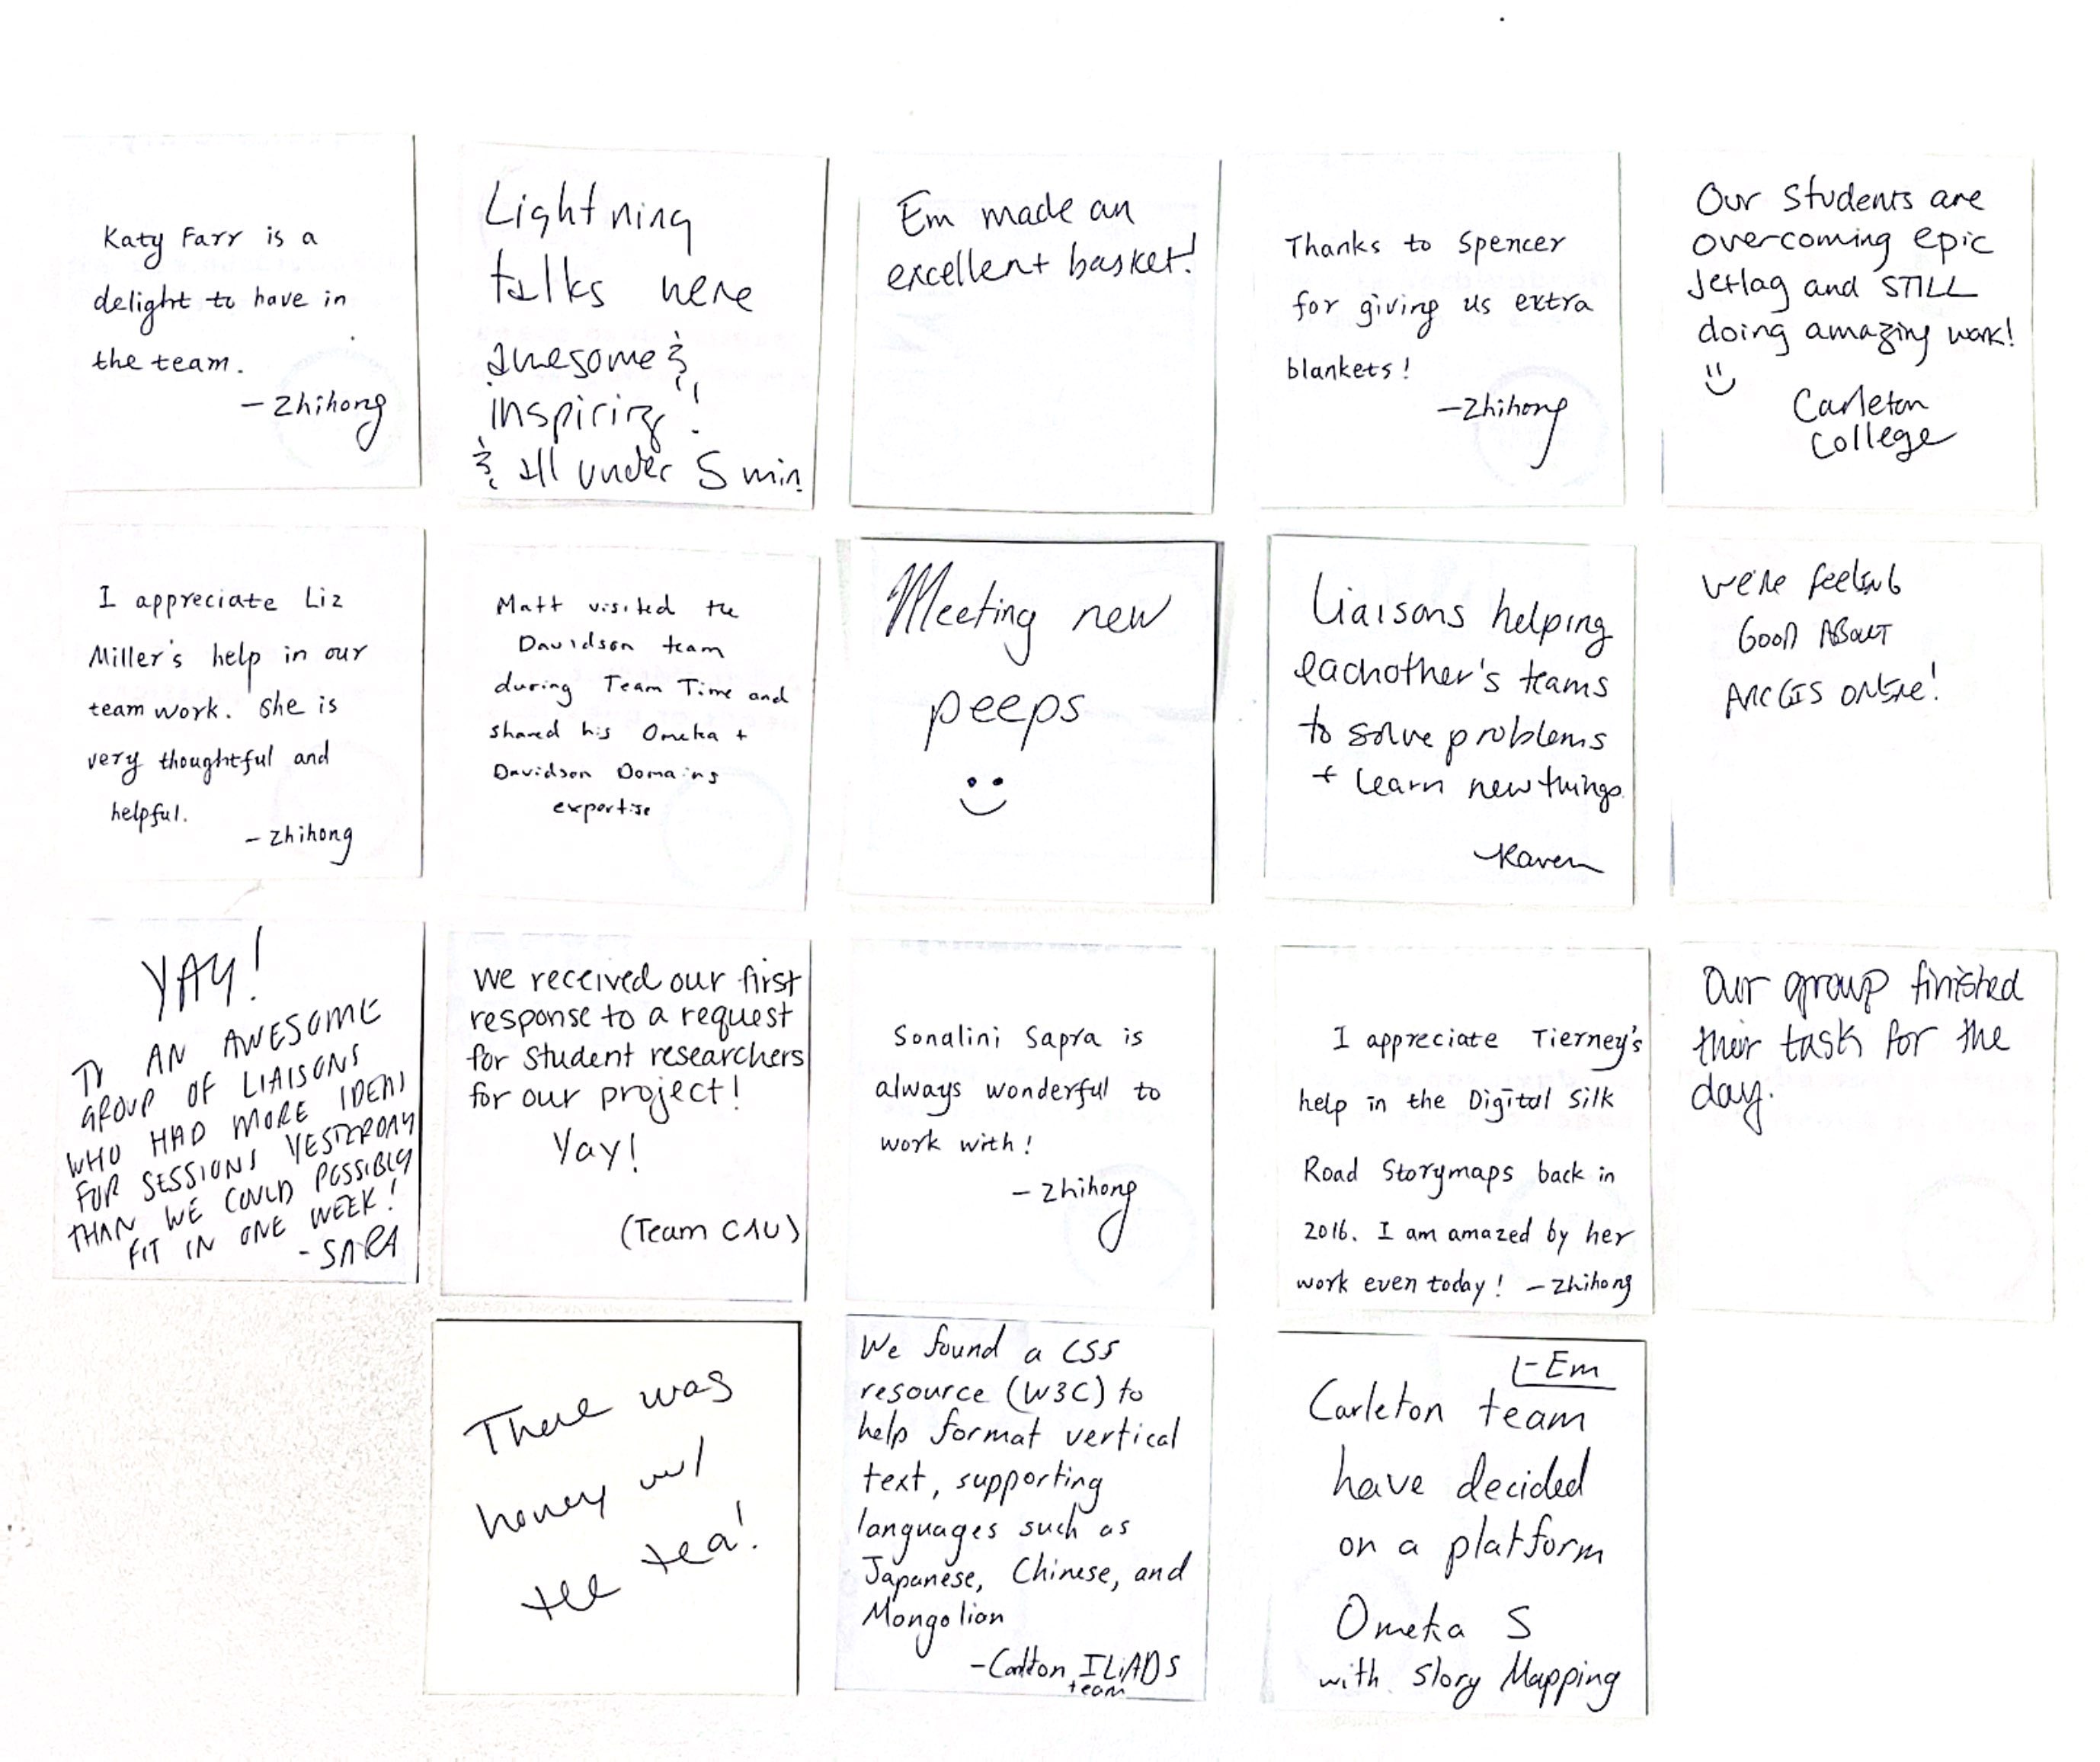 Katy Farr is a
delight to have in
the team.
- Zhihong
Lightning
talks were
awesome &
inspiring!!
& all under 5 min
Em made an
excellent basket!
Thanks to Spencer
for giving us extra
blankets!
- Zhihong
Our students are
overcoming epic
Jetlag and STILL
doing amazing work!
Carleton
College
I appreciate Liz
Miller's help in our
team work. She is
very thoughtful and
helpful.
- Zhihong
Matt visited the
Davidson team
during Team Time and
shared his Omeka +
Davidson Domains
expertise
Meeting new
peeps
Liaisons helping
eachother's teams
to solve problems
+ learn new things
-Karen
We're feeling
Good About
ArcGIS Online!
YAY!
TO AN AWESOME
GROUP OF LIAISONS
WHO HAD MORE IDEAS
FOR SESSIONS YESTERDAY
THAN WE COULD POSSIBLY
FIT IN ONE WEEK!
- SARA
We received our first
response to a request
for student researchers
for our project!
Yay!
(Team CAU)
Sonalini Sapra is
always wonderful to
work with!
- Zhihong
I appreciate Tierney's
help in the Digital Silk
Road Storymaps back in
2016. I am amazed by her
work even today! - Zhihong
Our group finished
their task for the
day.
There was
honey w/
the tea!
We found a CSS
resource (W3C) to
help format vertical
text, supporting
languages such as
Japanese, Chinese, and
Mongolian
- Carlton ILiADS
team
- Em
Carleton team
have decided
on a platform
Omeka S
with Story Mapping